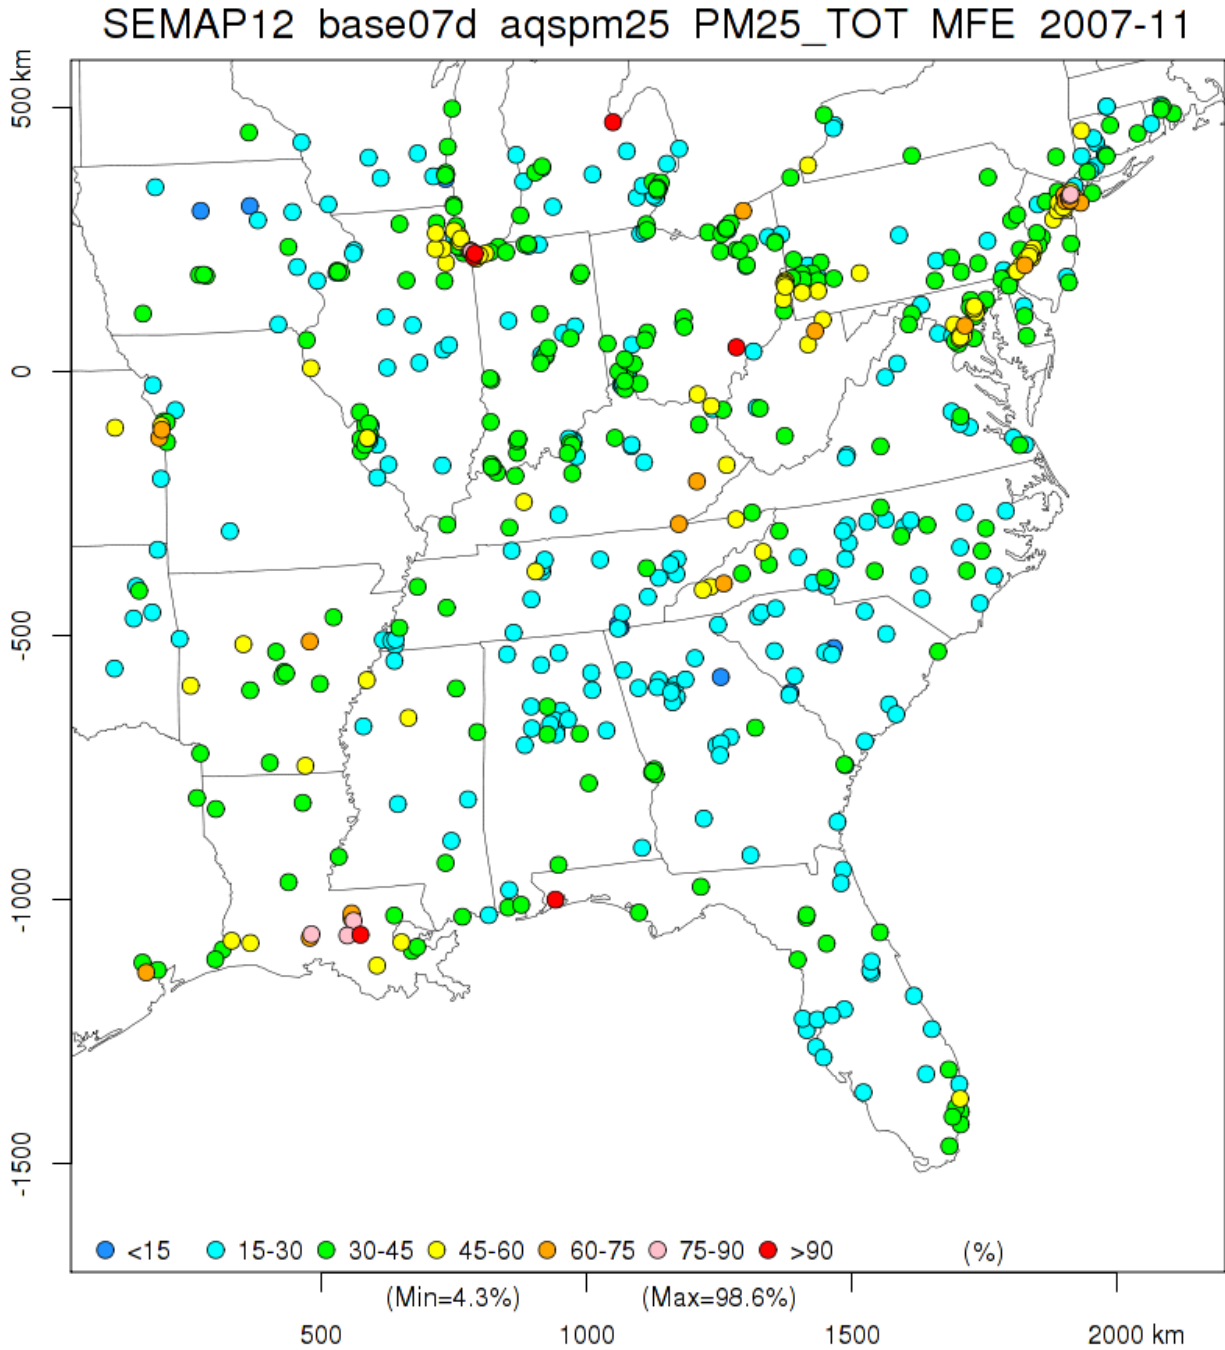 SEMAP12 base07d aqspm25 PM25_TOT MFE 2007-11
500 km
0
-500
-1000
-1500
<15 15-30 30-45 45-60 60-75 75-90 >90 (%)
(Min=4.3%) (Max=98.6%)
500 1000 1500 2000 km